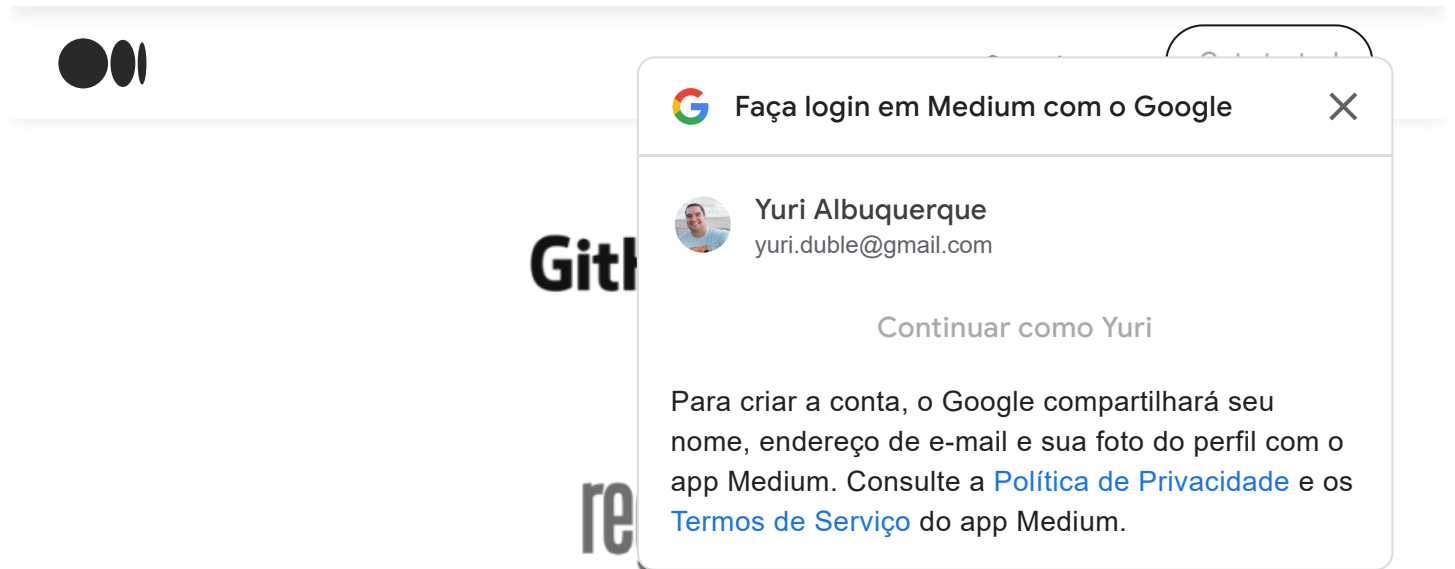 Faça login em Medium com o Google
Yuri Albuquerque
yuri.duble@gmail.com
Continuar como Yuri
Para criar a conta, o Google compartilhará seu
nome, endereço de e-mail e sua foto do perfil com o
app Medium. Consulte a Política de Privacidade e os
Termos de Serviço do app Medium.